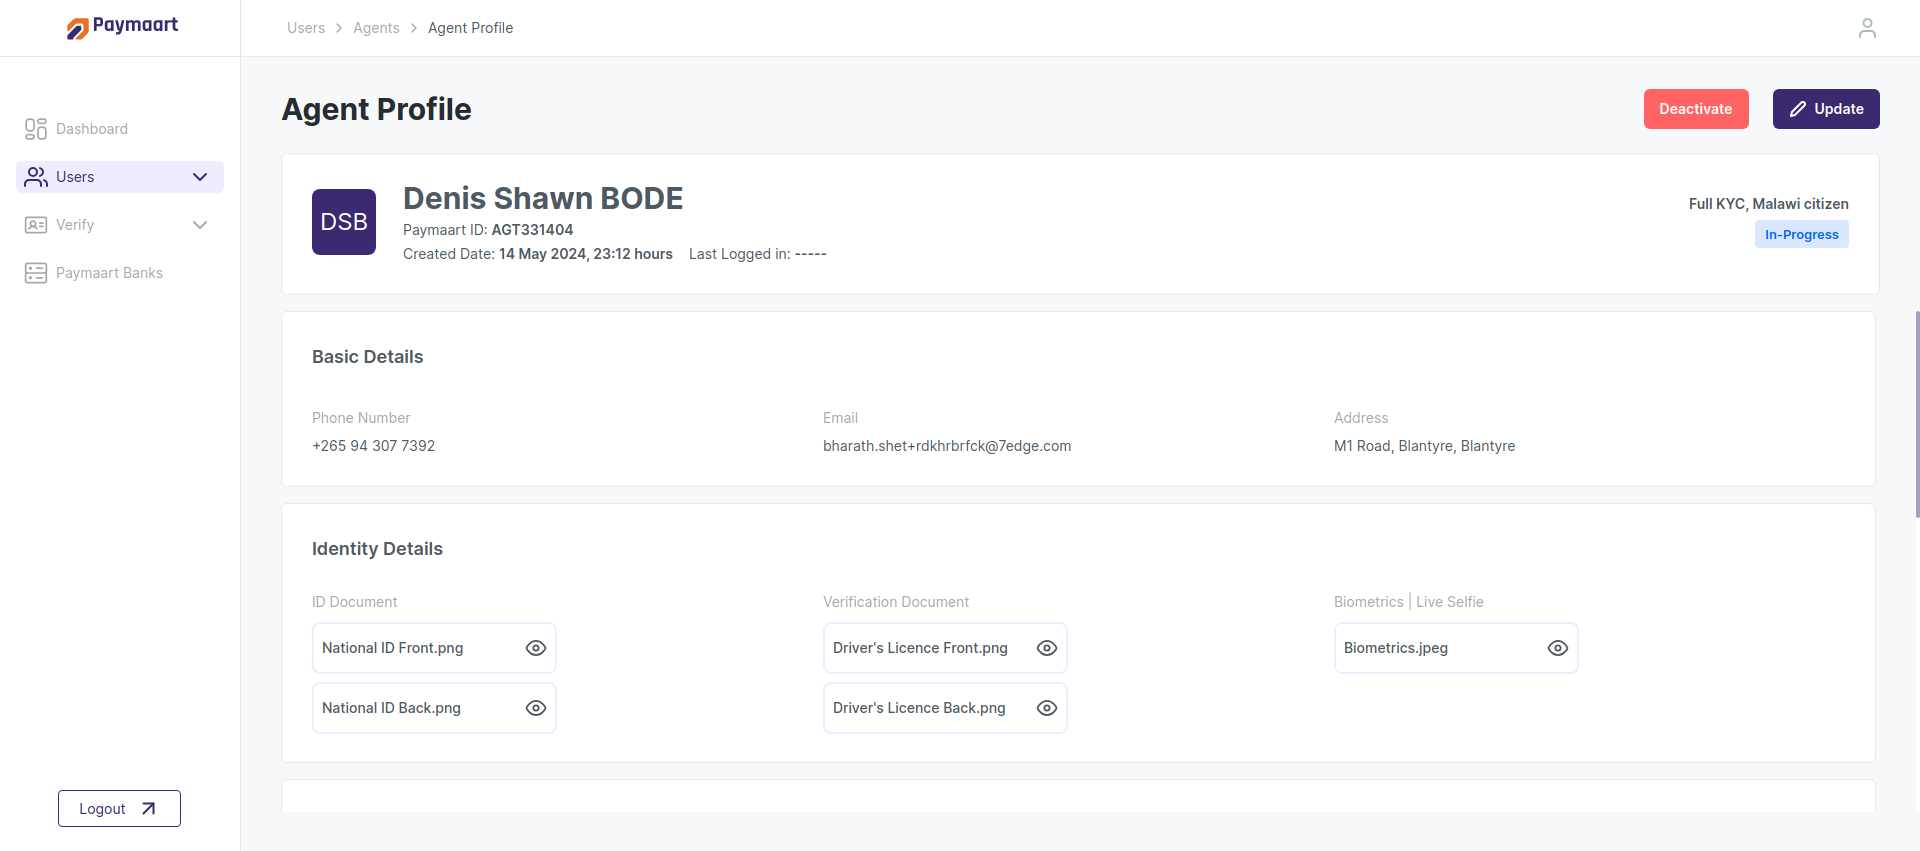 Paymaart
Users > Agents > Agent Profile
Dashboard
Users
Verify
Paymaart Banks
Logout
Agent Profile
Deactivate
Update
DSB
Denis Shawn BODE
Paymaart ID: AGT331404
Created Date: 14 May 2024, 23:12 hours Last Logged in: -----
Full KYC, Malawi citizen
In-Progress
Basic Details
Phone Number
+265 94 307 7392
Email
bharath.shet+rdkhrbrfck@7edge.com
Address
M1 Road, Blantyre, Blantyre
Identity Details
ID Document
National ID Front.png
National ID Back.png
Verification Document
Driver's Licence Front.png
Driver's Licence Back.png
Biometrics | Live Selfie
Biometrics.jpeg